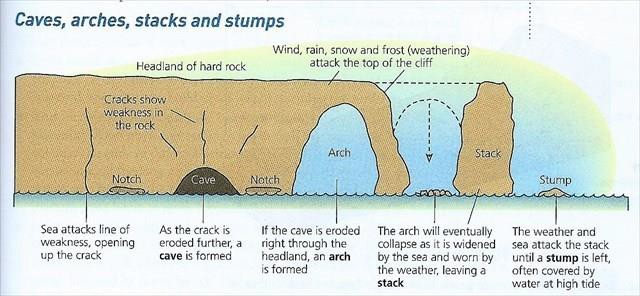 Caves, arches, stacks and stumps
Headland of hard rock
Wind, rain, snow and frost (weathering)
attack the top of the cliff
Cracks show
weakness in
the rock
Notch
Cave
Notch
Arch
Stack
Stump
Sea attacks line of
weakness, opening
up the crack
As the crack is
eroded further, a
cave is formed
If the cave is eroded
right through the
headland, an arch
is formed
The arch will eventually
collapse as it is widened
by the sea and worn by
the weather, leaving a
stack
The weather and
sea attack the stack
until a stump is left,
often covered by
water at high tide